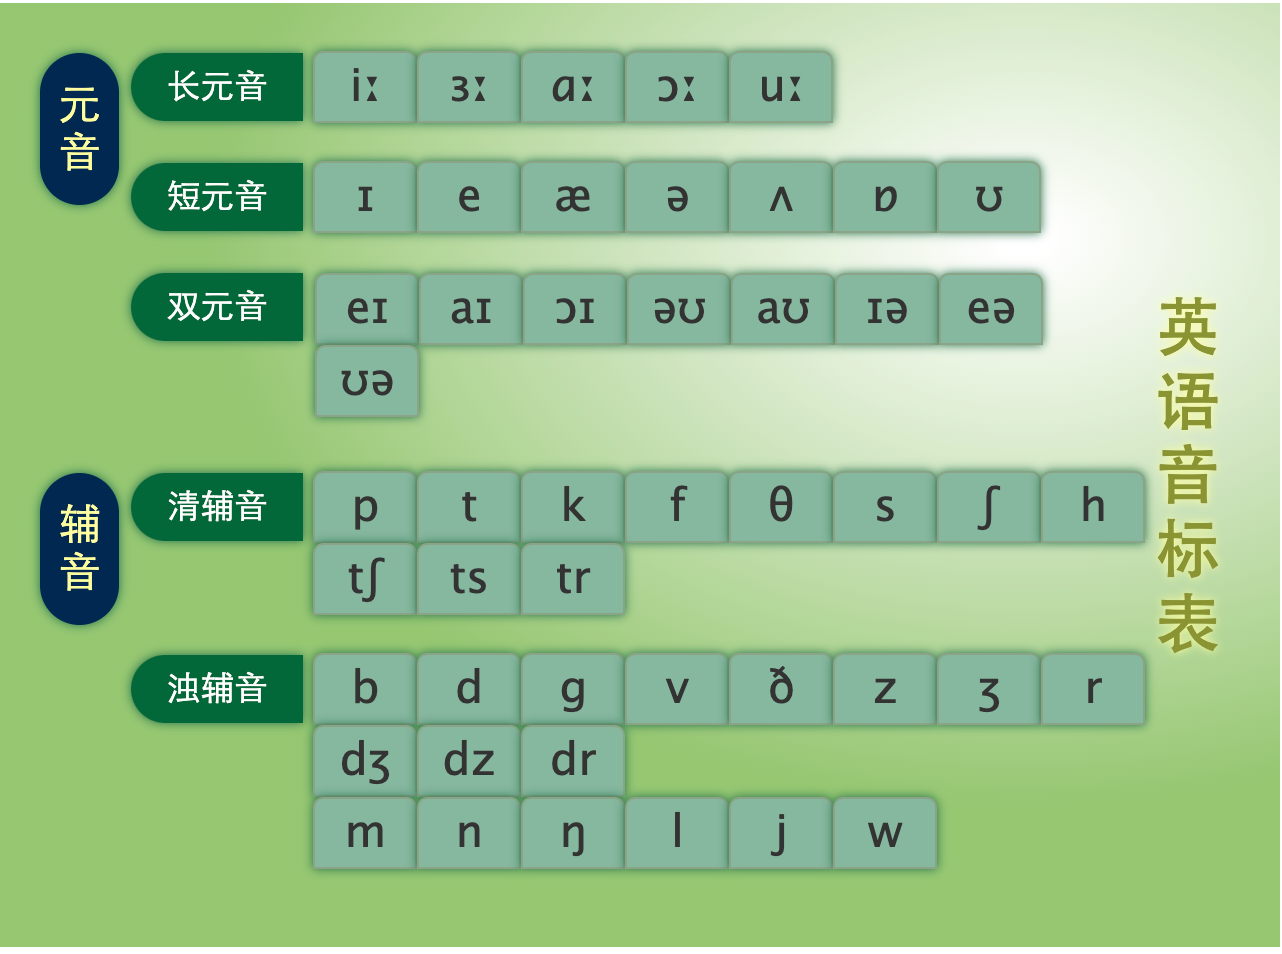 元音
长元音 iː ɜː ɑː ɔː uː
短元音 ɪ e æ ə ʌ ɒ ʊ
双元音 eɪ aɪ ɔɪ əʊ aʊ ɪə eə
ʊə
辅音
清辅音 p t k f θ s ʃ h
tʃ ts tr
浊辅音 b d g v ð z ʒ r
dʒ dz dr
m n ŋ l j w
英语音标表